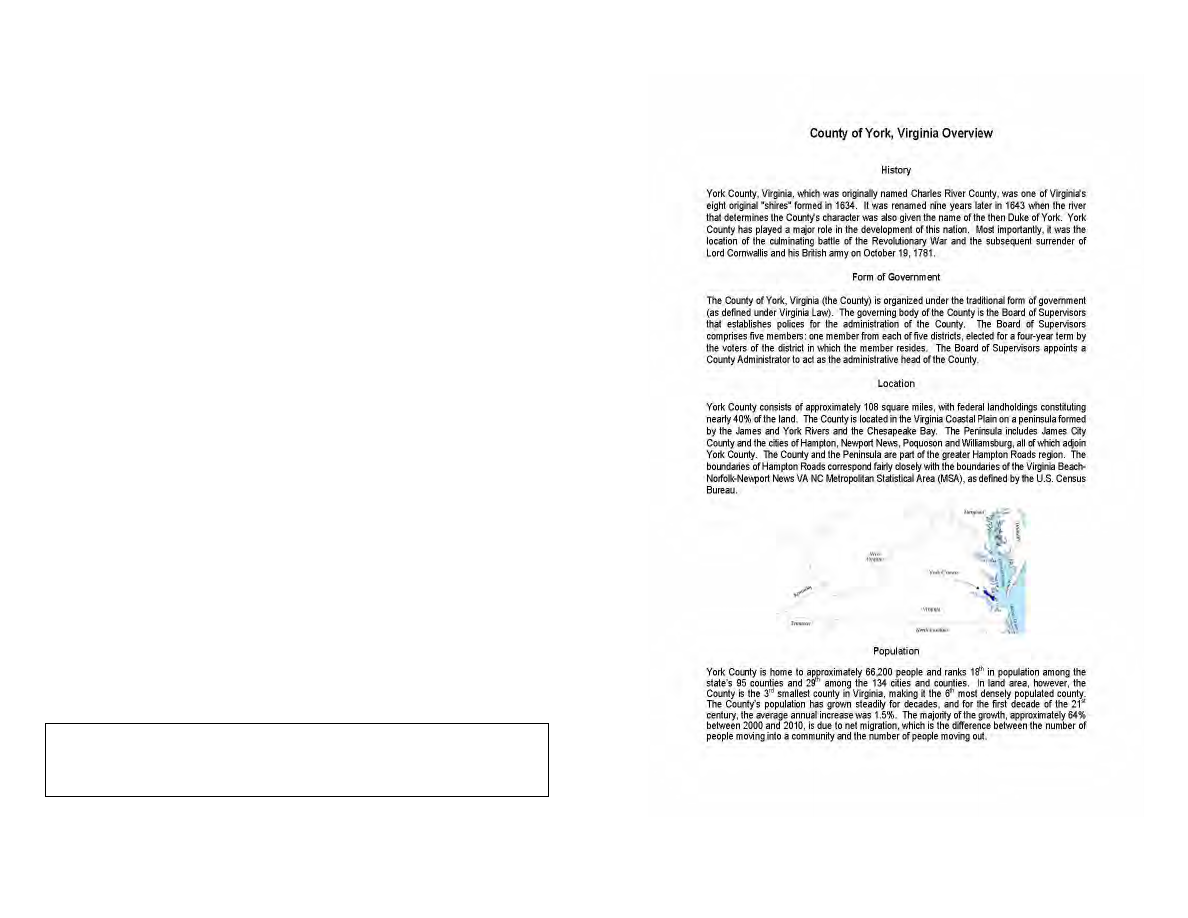 County of York, Virginia Overview
History
York County, Virginia, which was originally named Charles River County, was one of Virginia's
eight original "shires" formed in 1634. It was renamed nine years later in 1643 when the river
that determines the County's character was also given the name of the then Duke of York. York
County has played a major role in the development of this nation. Most importantly, it was the
location of the culminating battle of the Revolutionary War and the subsequent surrender of
Lord Cornwallis and his British army on October 19, 1781.
Form of Government
The County of York, Virginia (the County) is organized under the traditional form of government
(as defined under Virginia Law). The governing body of the County is the Board of Supervisors
that establishes polices for the administration of the County. The Board of Supervisors
comprises five members: one member from each of five districts, elected for a four-year term by
the voters of the district in which the member resides. The Board of Supervisors appoints a
County Administrator to act as the administrative head of the County.
Location
York County consists of approximately 108 square miles, with federal landholdings constituting
nearly 40% of the land. The County is located in the Virginia Coastal Plain on a peninsula formed
by the James and York Rivers and the Chesapeake Bay. The Peninsula includes James City
County and the cities of Hampton, Newport News, Poquoson and Williamsburg, all of which adjoin
York County. The County and the Peninsula are part of the greater Hampton Roads region. The
boundaries of Hampton Roads correspond fairly closely with the boundaries of the Virginia Beach-
Norfolk-Newport News VA NC Metropolitan Statistical Area (MSA), as defined by the U.S. Census
Bureau.
Maryland
West
Virginia
York County
Kentucky
Virginia
Tennessee
North Carolina
Population
York County is home to approximately 66,200 people and ranks 18th in population among the
state's 95 counties and 29th among the 134 cities and counties. In land area, however, the
County is the 3rd smallest county in Virginia, making it the 6th most densely populated county.
The County's population has grown steadily for decades, and for the first decade of the 21st
century, the average annual increase was 1.5%. The majority of the growth, approximately 64%
between 2000 and 2010, is due to net migration, which is the difference between the number of
people moving into a community and the number of people moving out.